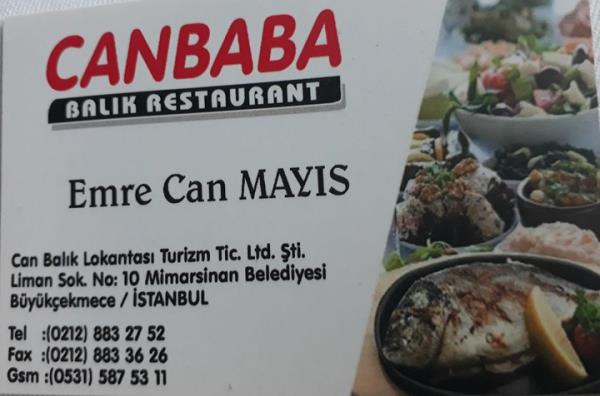 CANBABA
BALIK RESTAURANT
Emre Can MAYIS
Can Balık Lokantası Turizm Tic. Ltd. Şti.
Liman Sok. No: 10 Mimarsinan Belediyesi
Büyükçekmece / İSTANBUL
Tel :(0212) 883 27 52
Fax :(0212) 883 36 26
Gsm :(0531) 587 53 11